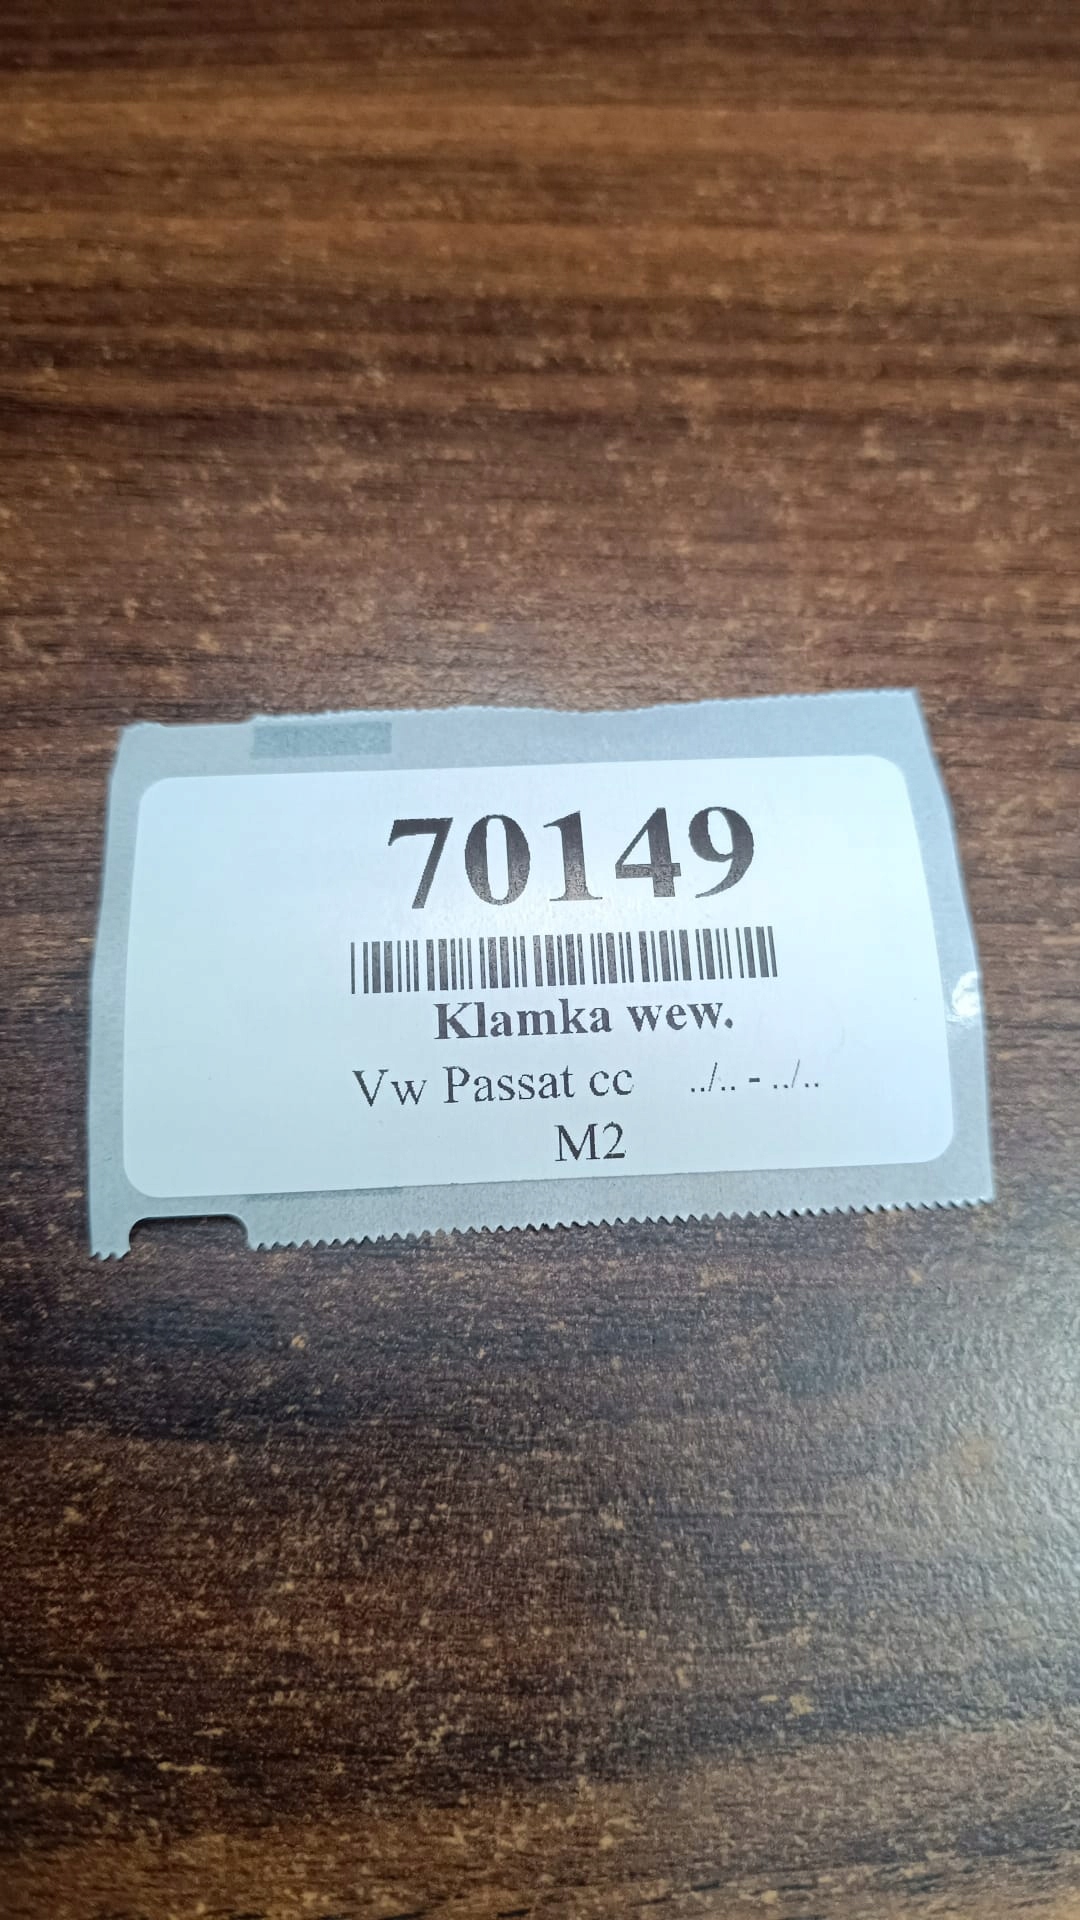 70149
Klamka wew.
Vw Passat cc ../.. - ../..
M2